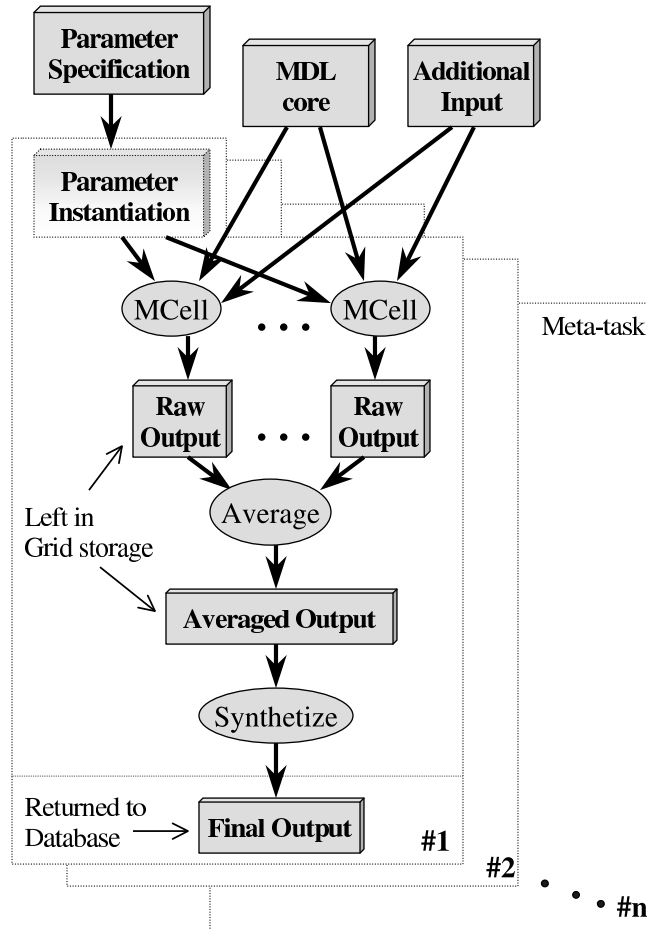 Parameter
Specification
MDL
core
Additional
Input
Parameter
Instantiation
MCell
MCell
Meta-task
Raw
Output
Raw
Output
Left in
Grid storage
Average
Averaged Output
Synthetize
Returned to
Database
Final Output
#1
#2
#n